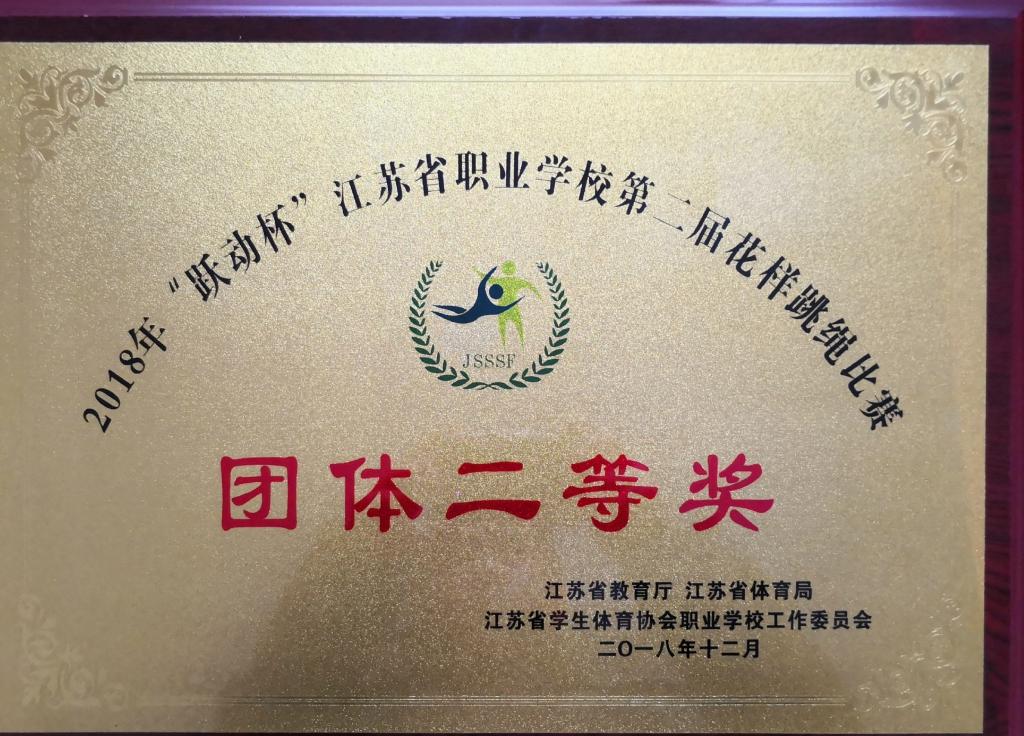 2018年“跃动杯”江苏省职业学校第二届花样跳绳比赛
JSSSF
团体二等奖
江苏省教育厅 江苏省体育局
江苏省学生体育协会职业学校工作委员会
二〇一八年十二月